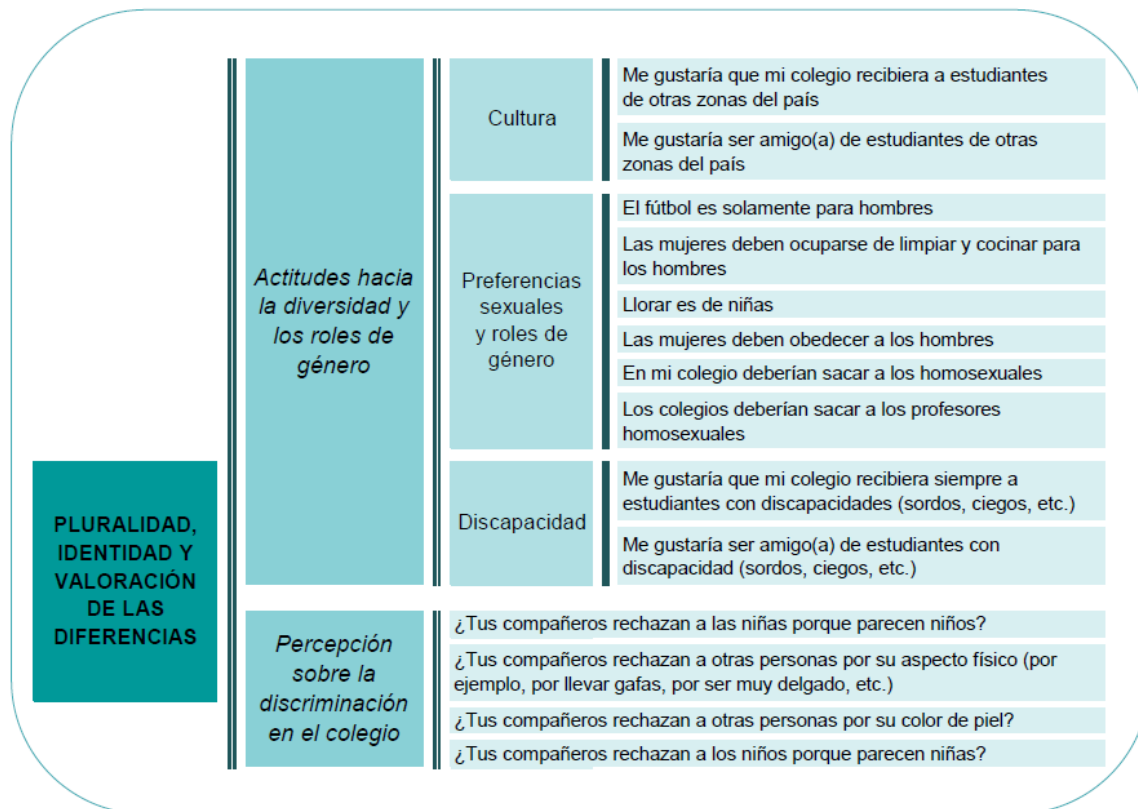 PLURALIDAD,
IDENTIDAD Y
VALORACIÓN
DE LAS
DIFERENCIAS
Actitudes hacia
la diversidad y
los roles de
género
Cultura
Me gustaría que mi colegio recibiera a estudiantes
de otras zonas del país
Me gustaría ser amigo(a) de estudiantes de otras
zonas del país
Preferencias
sexuales
y roles de
género
El fútbol es solamente para hombres
Las mujeres deben ocuparse de limpiar y cocinar para
los hombres
Llorar es de niñas
Las mujeres deben obedecer a los hombres
En mi colegio deberían sacar a los homosexuales
Los colegios deberían sacar a los profesores
homosexuales
Discapacidad
Me gustaría que mi colegio recibiera siempre a
estudiantes con discapacidades (sordos, ciegos, etc.)
Me gustaría ser amigo(a) de estudiantes con
discapacidad (sordos, ciegos, etc.)
Percepción
sobre la
discriminación
en el colegio
¿Tus compañeros rechazan a las niñas porque parecen niños?
¿Tus compañeros rechazan a otras personas por su aspecto físico (por
ejemplo, por llevar gafas, por ser muy delgado, etc.)
¿Tus compañeros rechazan a otras personas por su color de piel?
¿Tus compañeros rechazan a los niños porque parecen niñas?